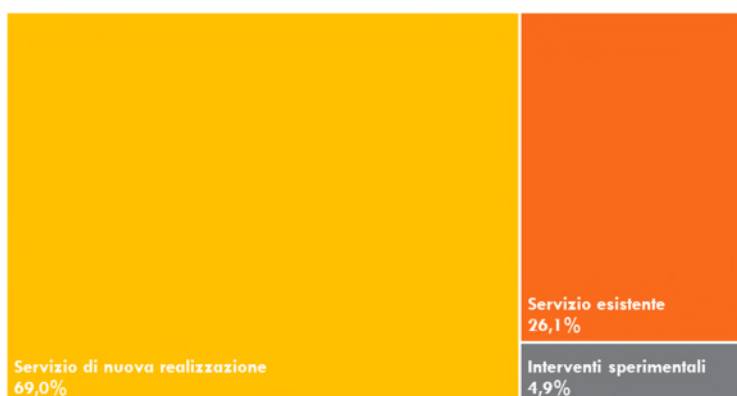 Servizio di nuova realizzazione
69,0%
Servizio esistente
26,1%
Interventi sperimentali
4,9%